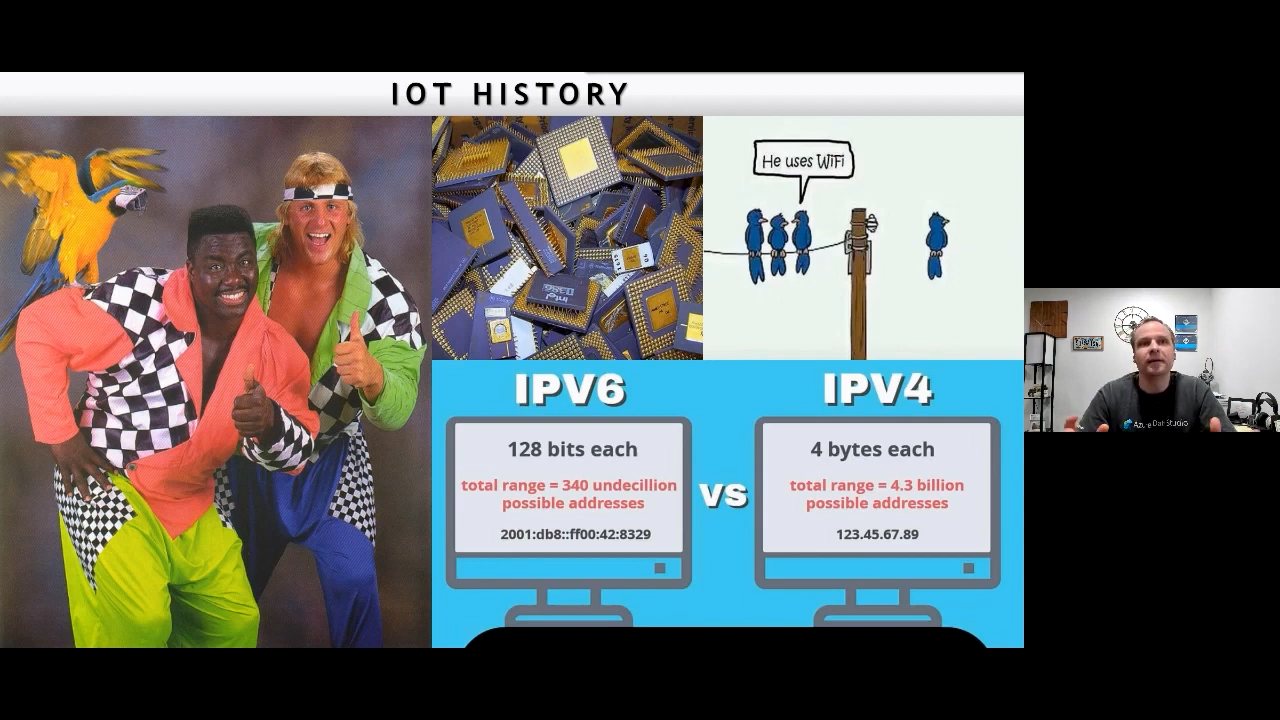 IOT HISTORY
He uses WiFi
IPV6
128 bits each
total range = 340 undecillion
possible addresses
2001:db8::ff00:42:8329
VS
IPV4
4 bytes each
total range = 4.3 billion
possible addresses
123.45.67.89